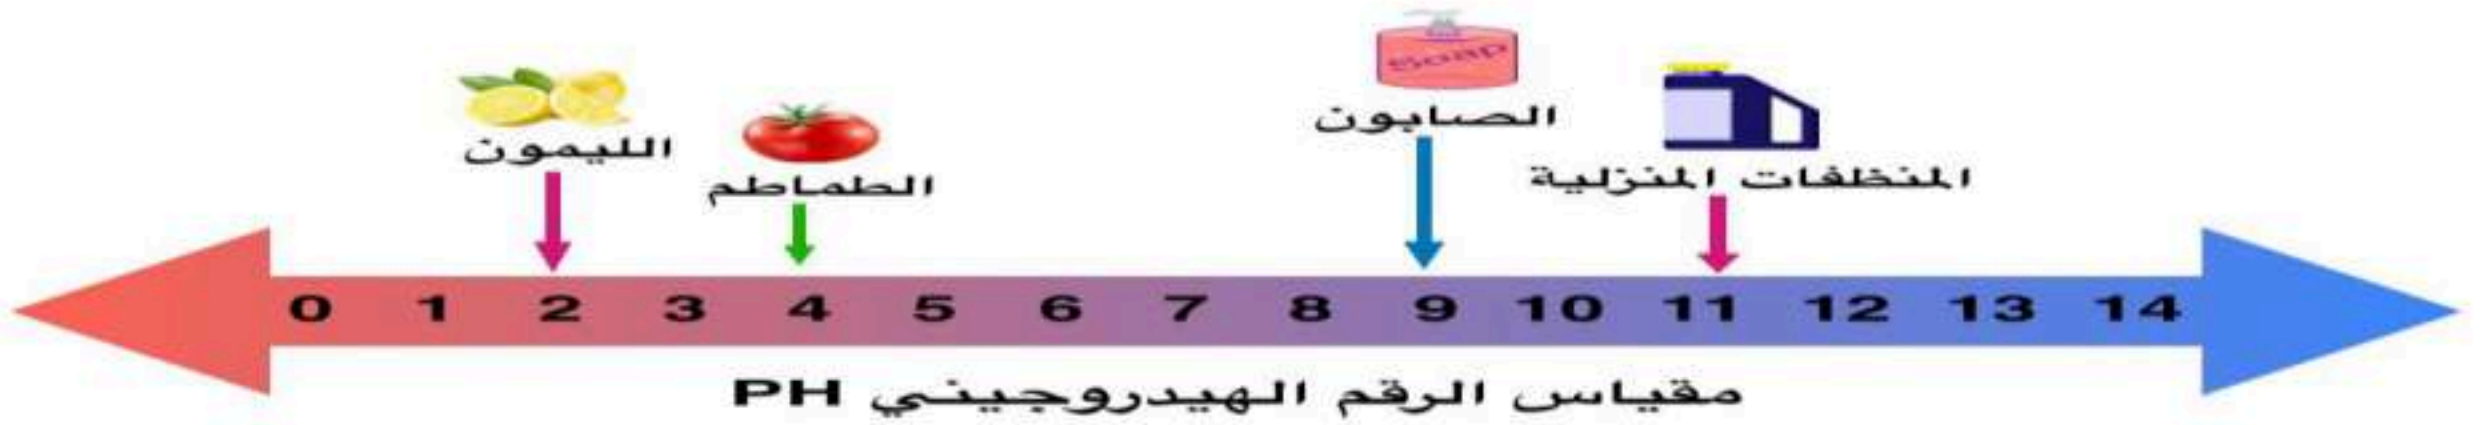 soap
الليمون
الطماطم
الصابون
المنظفات المنزلية
0 1 2 3 4 5 6 7 8 9 10 11 12 13 14
مقياس الرقم الهيدروجيني PH